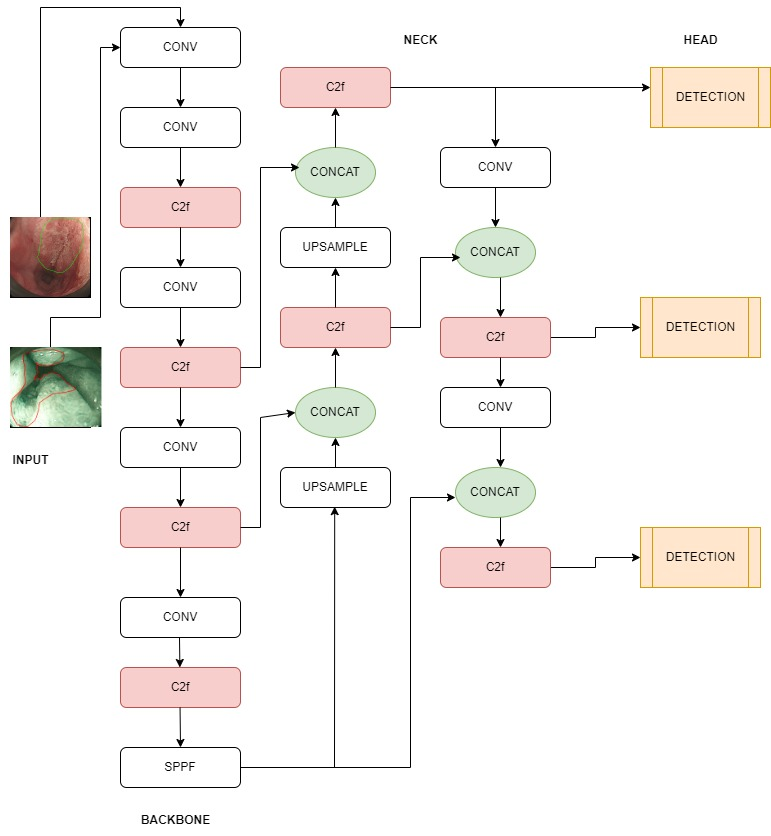 CONV
CONV
C2f
CONV
C2f
CONV
C2f
CONV
C2f
SPPF
BACKBONE
INPUT
NECK
C2f
CONCAT
UPSAMPLE
C2f
CONCAT
UPSAMPLE
CONV
CONCAT
C2f
CONV
CONCAT
C2f
HEAD
DETECTION
DETECTION
DETECTION